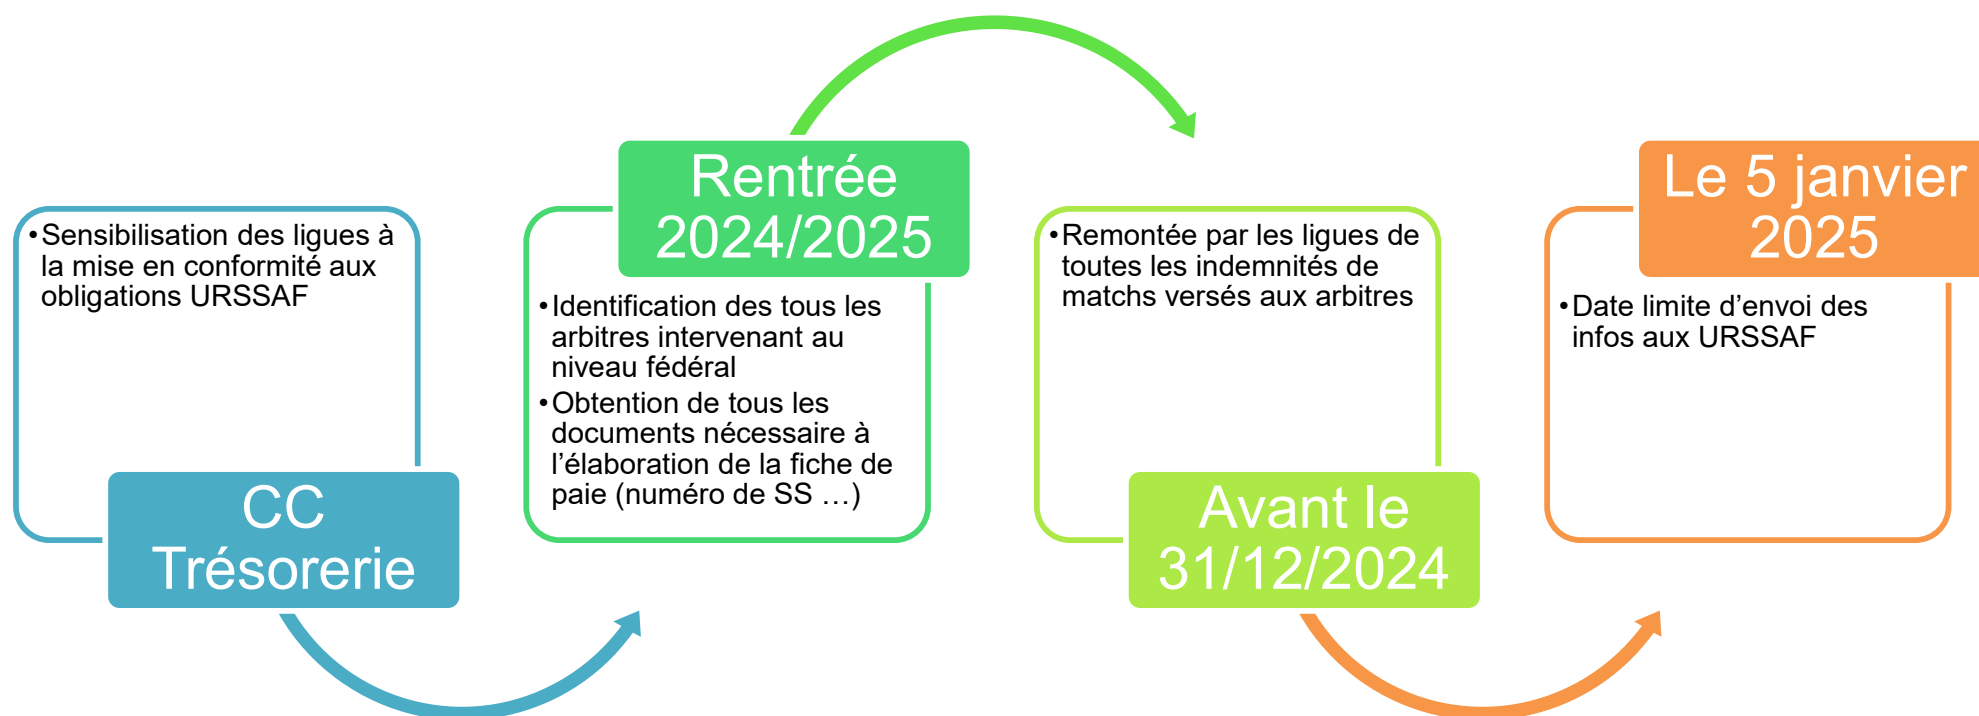 •Sensibilisation des ligues à
la mise en conformité aux
obligations URSSAF
CC
Trésorerie
Rentrée
2024/2025
•Identification des tous les
arbitres intervenant au
niveau fédéral
•Obtention de tous les
documents nécessaire à
l’élaboration de la fiche de
paie (numéro de SS …)
•Remontée par les ligues de
toutes les indemnités de
matchs versés aux arbitres
Avant le
31/12/2024
Le 5 janvier
2025
•Date limite d’envoi des
infos aux URSSAF